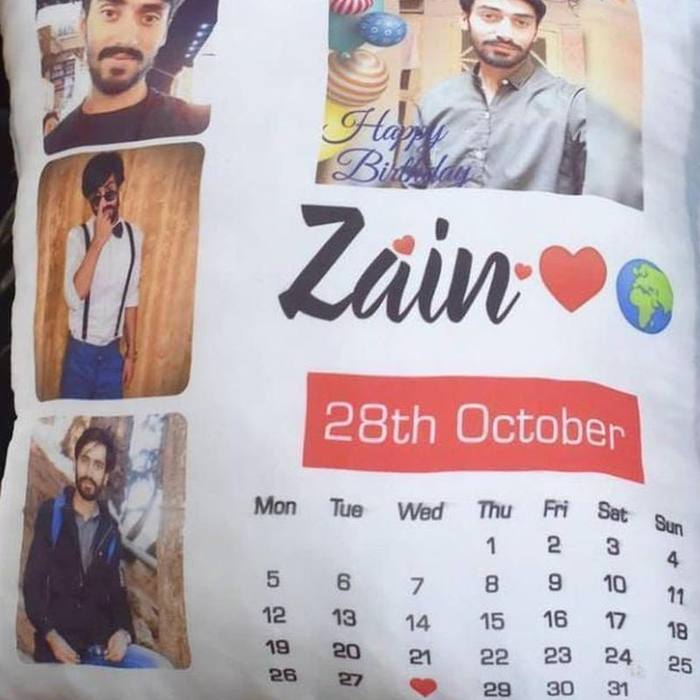 Happy
Birthday
Zain
28th October
Mon Tue Wed Thu Fri Sat Sun
1 2 3 4
5 6 7 8 9 10 11
12 13 14 15 16 17 18
19 20 21 22 23 24 25
26 27 29 30 31